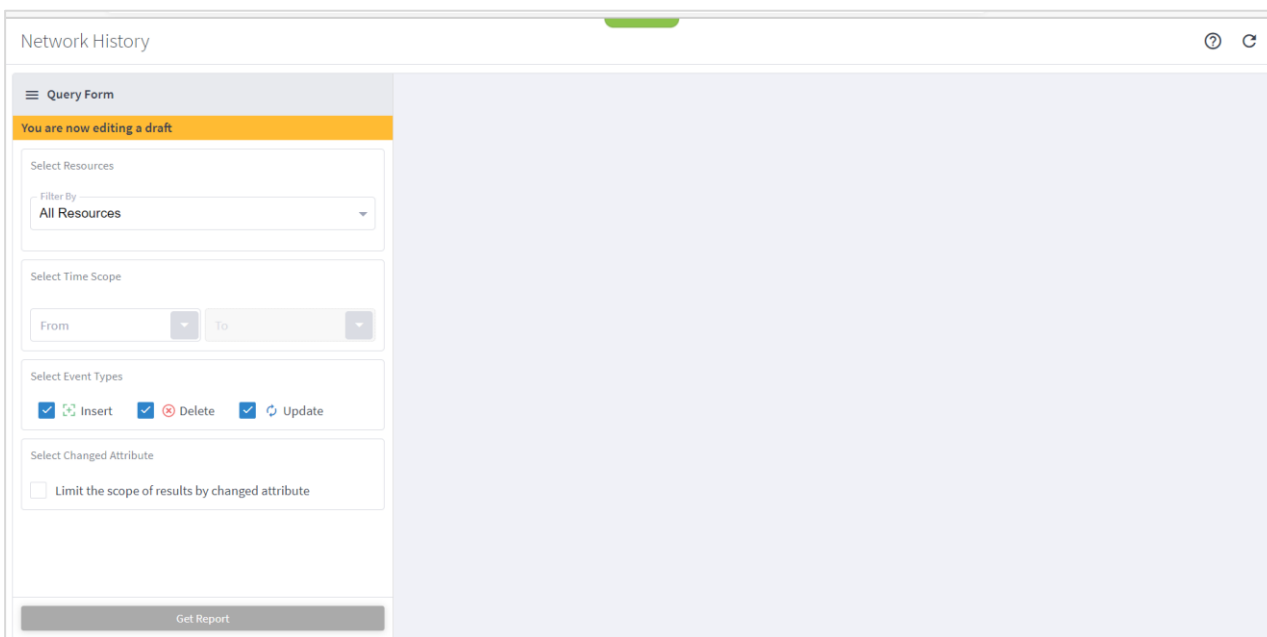 Network History
Query Form
You are now editing a draft
Select Resources
Filter By
All Resources
Select Time Scope
From To
Select Event Types
Insert Delete Update
Select Changed Attribute
Limit the scope of results by changed attribute
Get Report